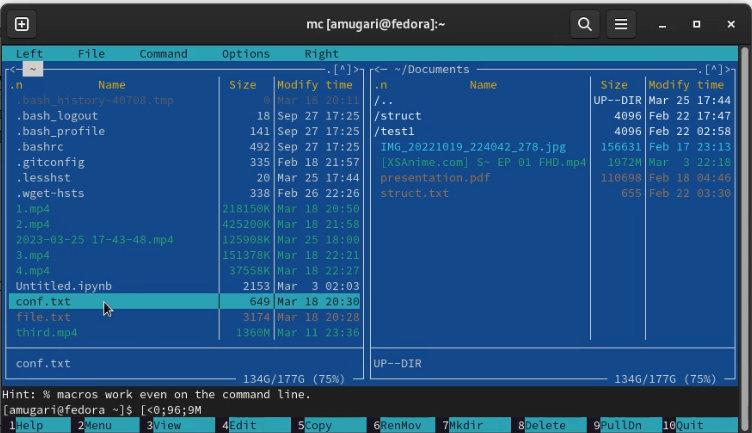 mc [amugari@fedora]:~
Left File Command Options Right
<─ ~ ─.[^]>
.n Name Size Modify time
.bash_history-40708.tmp 0 Mar 18 20:11
.bash_logout 18 Sep 27 17:25
.bash_profile 141 Sep 27 17:25
.bashrc 492 Sep 27 17:25
.gitconfig 335 Feb 18 21:57
.lesshst 20 Mar 25 17:44
.wget-hsts 338 Feb 26 22:26
1.mp4 218150K Mar 18 20:50
2.mp4 425200K Mar 18 21:58
2023-03-25 17-43-48.mp4 125908K Mar 25 18:00
3.mp4 151378K Mar 18 22:21
4.mp4 37558K Mar 18 22:27
Untitled.ipynb 2153 Mar 3 02:03
conf.txt 649 Mar 18 20:30
file.txt 3174 Mar 18 20:28
third.mp4 1360M Mar 11 23:36
conf.txt
134G/177G (75%)
<─ ~/Documents ─.[^]>
.n Name Size Modify time
/.. UP--DIR Mar 25 17:44
/struct 4096 Feb 22 17:47
/test1 4096 Feb 22 02:58
IMG_20221019_224042_278.jpg 156631 Feb 17 23:13
[XSAnime.com] S~ EP 01 FHD.mp4 1972M Mar 3 22:18
presentation.pdf 110698 Feb 18 04:46
struct.txt 655 Feb 22 03:30
UP--DIR
134G/177G (75%)
Hint: % macros work even on the command line.
[amugari@fedora ~]$ [<0;96;9M
1Help 2Menu 3View 4Edit 5Copy 6RenMov 7Mkdir 8Delete 9PullDn 10Quit